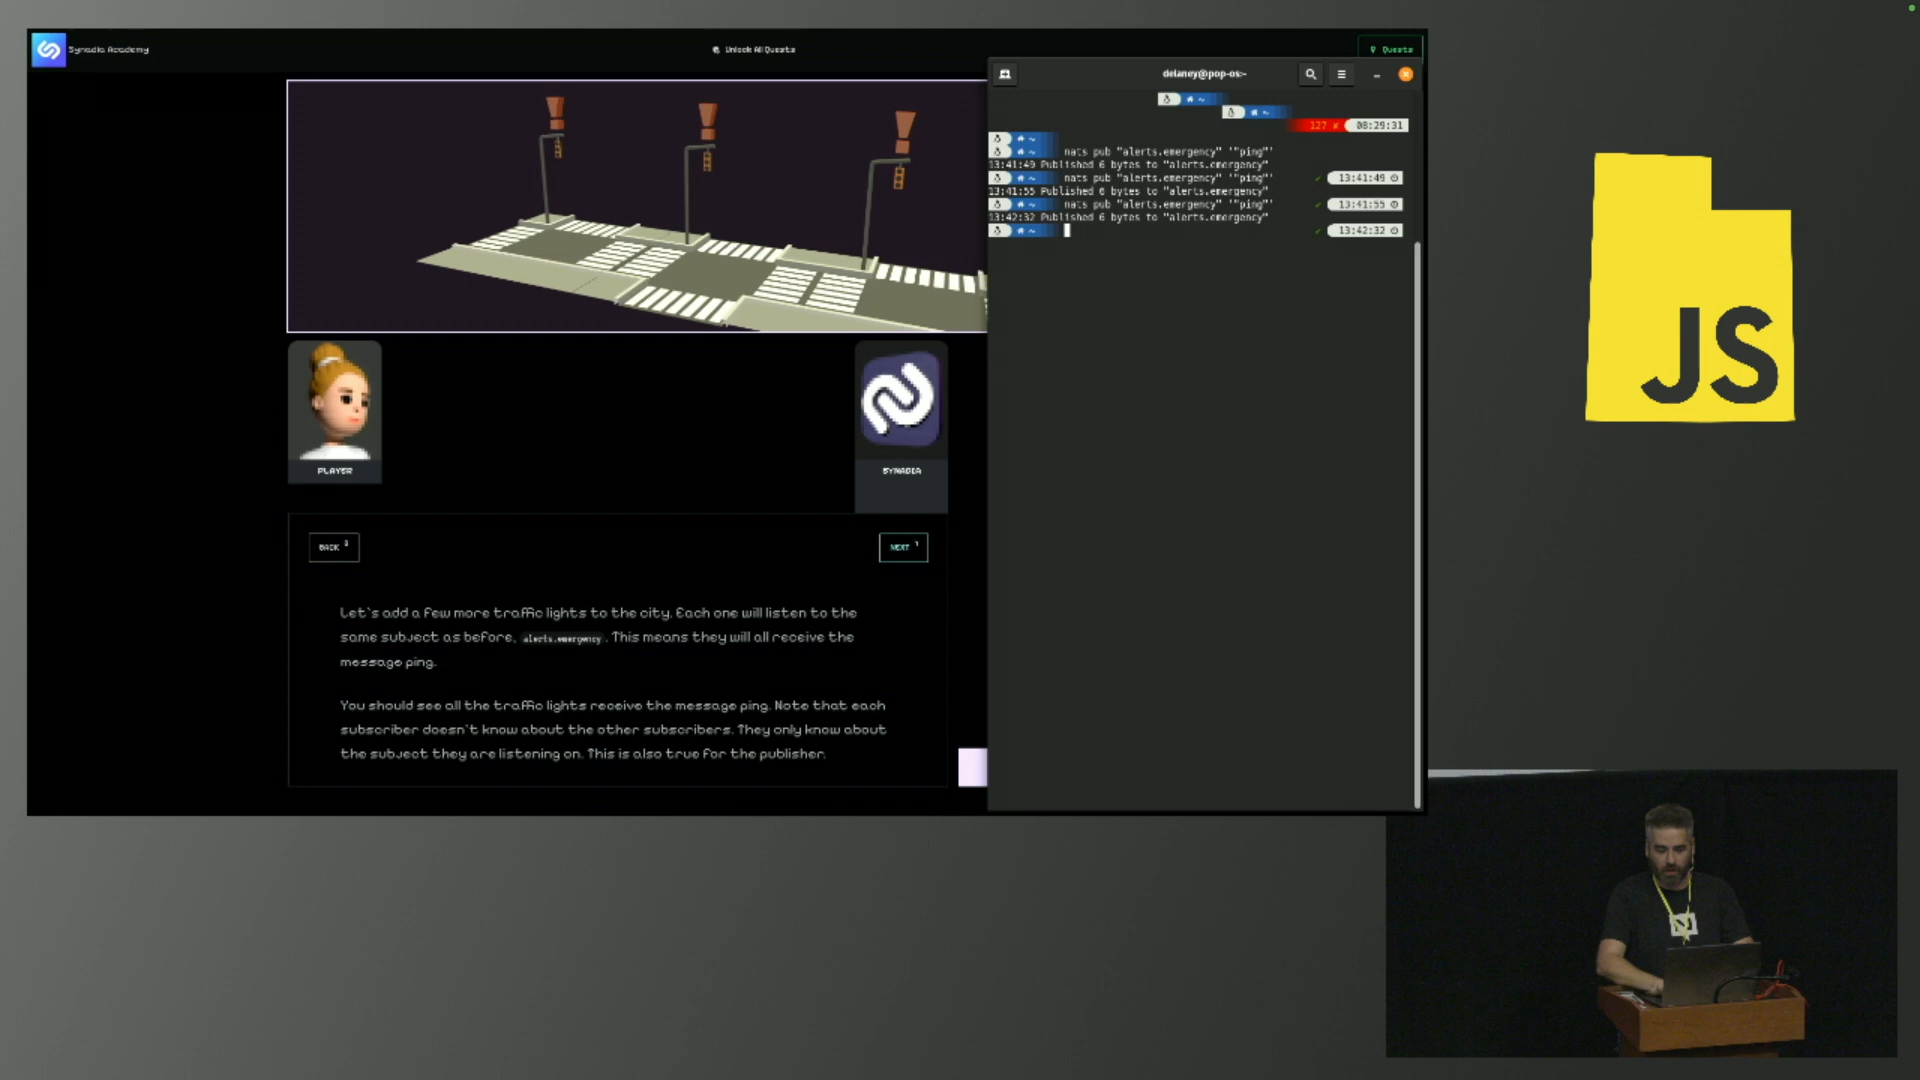 Synadia Academy
Unlock All Quests
Quests
delaney@pop-os:~
127 ✘ 08:29:31
nats pub "alerts.emergency" '"ping"'
13:41:49 Published 6 bytes to "alerts.emergency"
nats pub "alerts.emergency" '"ping"' ✓ 13:41:49
13:41:55 Published 6 bytes to "alerts.emergency"
nats pub "alerts.emergency" '"ping"' ✓ 13:41:55
13:42:32 Published 6 bytes to "alerts.emergency"
✓ 13:42:32
JS
PLAYER
SYNADIA
BACK
NEXT
Let's add a few more traffic lights to the city. Each one will listen to the
same subject as before, alerts.emergency. This means they will all receive the
message ping.
You should see all the traffic lights receive the message ping. Note that each
subscriber doesn't know about the other subscribers. They only know about
the subject they are listening on. This is also true for the publisher.